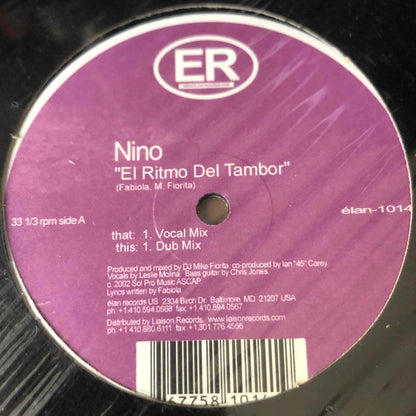 ER
Nino
"El Ritmo Del Tambor"
(Fabiola, M. Fiorita)
33 1/3 rpm side A
élan-1014
that: 1. Vocal Mix
this: 1. Dub Mix
Produced and mixed by DJ Mike Fiorita co-produced by Ian "45" Carey.
Vocals by Leslie Molina Bass guitar by Chris Jones.
c. 2002 Sol Pro Music ASCAP
Lyrics written by Fabiola
élan records US 2304 Birch Dr. Baltimore MD 21207 USA
ph: +1.410.594.0568 fax: +1.410.594.0567
Distributed by Liaison Records, www.liaisonrecords.com
ph: +1 410 880 6111 fax: +1.301.776 4566
67758 1014